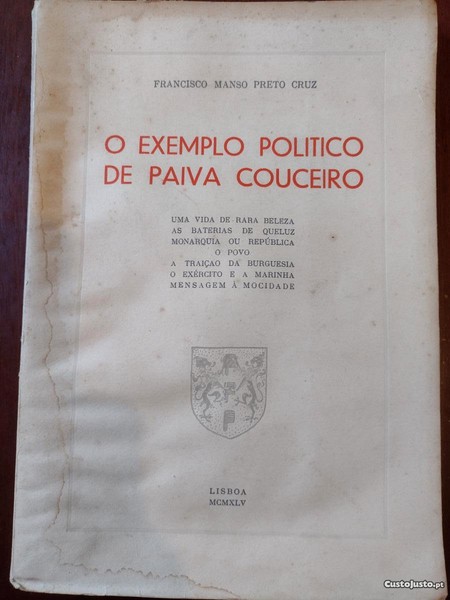 FRANCISCO MANSO PRETO CRUZ
O EXEMPLO POLITICO
DE PAIVA COUCEIRO
UMA VIDA DE RARA BELEZA
AS BATERIAS DE QUELUZ
MONARQUIA OU REPÚBLICA
O POVO
A TRAIÇAO DA BURGUESIA
O EXÉRCITO E A MARINHA
MENSAGEM À MOCIDADE
LISBOA
MCMXLV
CustoJusto.pt